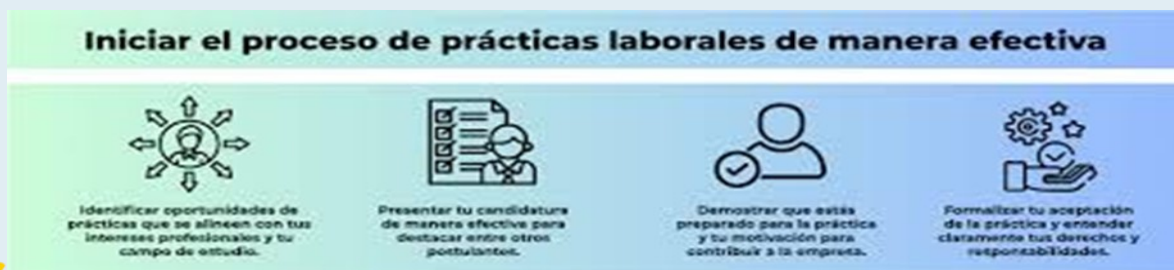 Iniciar el proceso de prácticas laborales de manera efectiva
Identificar oportunidades de
prácticas que se alineen con tus
intereses profesionales y tu
campo de estudio.
Presentar tu candidatura
de manera efectiva para
destacar entre otros
postulantes.
Demostrar que estás
preparado para la práctica
y tu motivación para
contribuir a la empresa.
Formalizar tu aceptación
de la práctica y entender
claramente tus derechos y
responsabilidades.